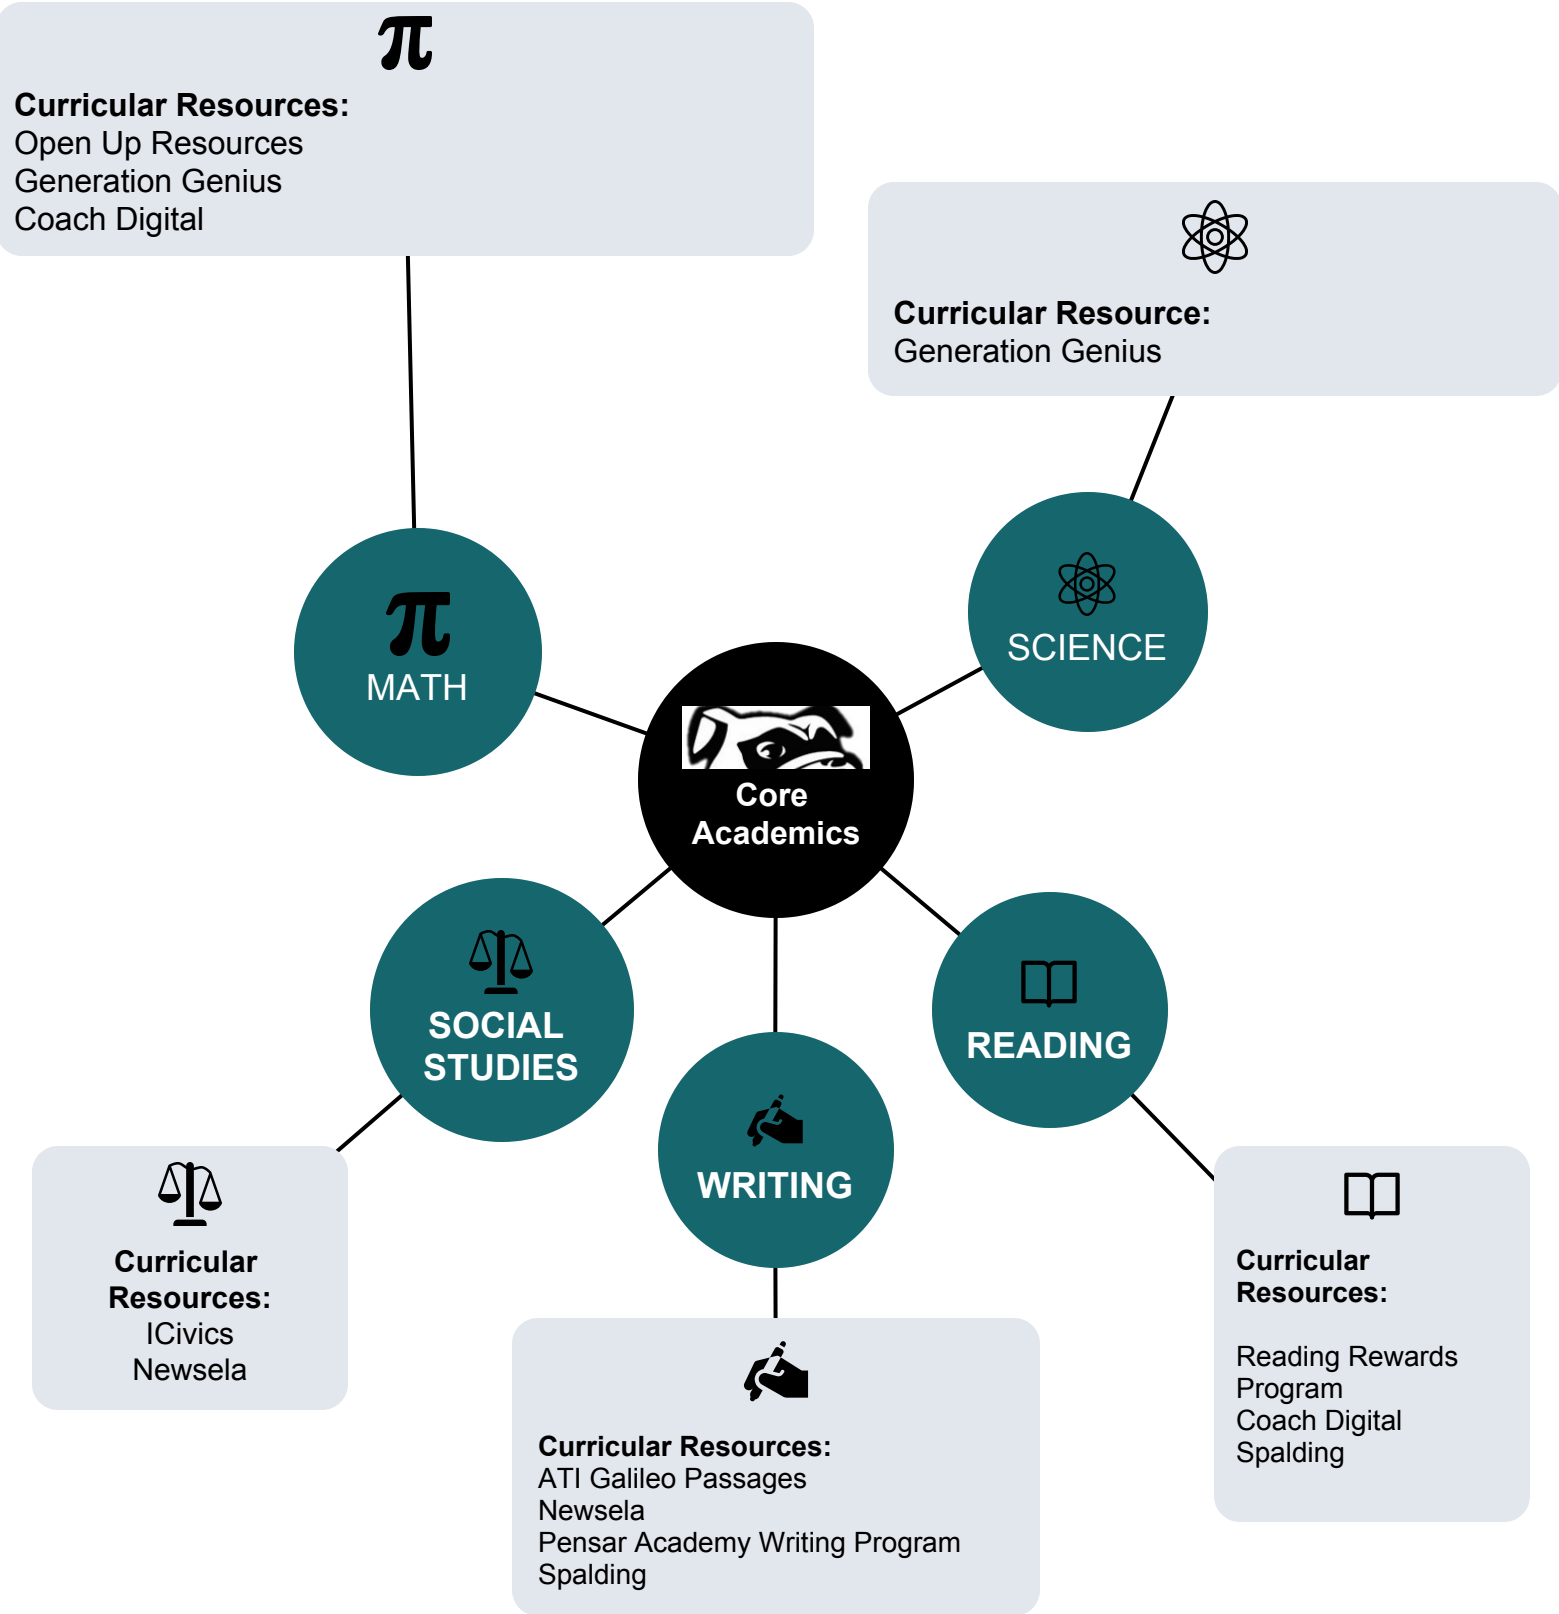 π
Curricular Resources:
Open Up Resources
Generation Genius
Coach Digital
Curricular Resource:
Generation Genius
π
MATH
SCIENCE
Core
Academics
SOCIAL
STUDIES
READING
WRITING
Curricular
Resources:
ICivics
Newsela
Curricular Resources:
ATI Galileo Passages
Newsela
Pensar Academy Writing Program
Spalding
Curricular
Resources:
Reading Rewards
Program
Coach Digital
Spalding